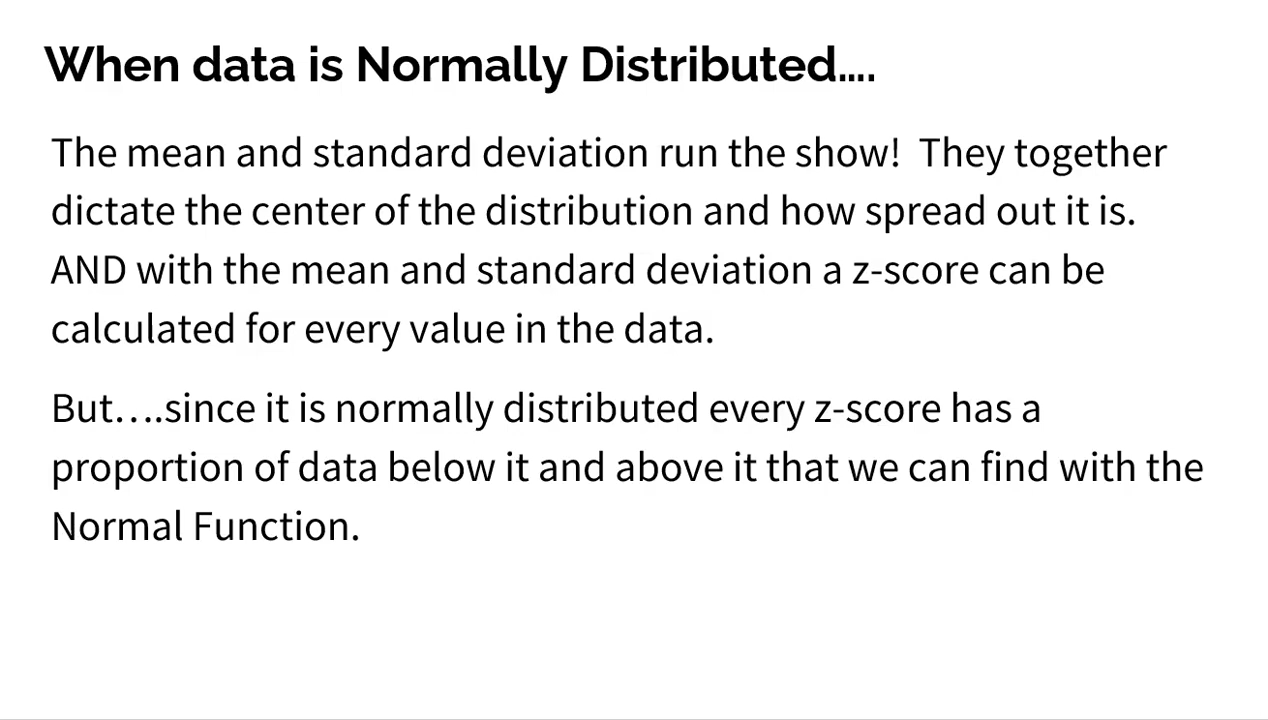 When data is Normally Distributed....
The mean and standard deviation run the show!  They together
dictate the center of the distribution and how spread out it is.
AND with the mean and standard deviation a z-score can be
calculated for every value in the data.
But….since it is normally distributed every z-score has a
proportion of data below it and above it that we can find with the
Normal Function.